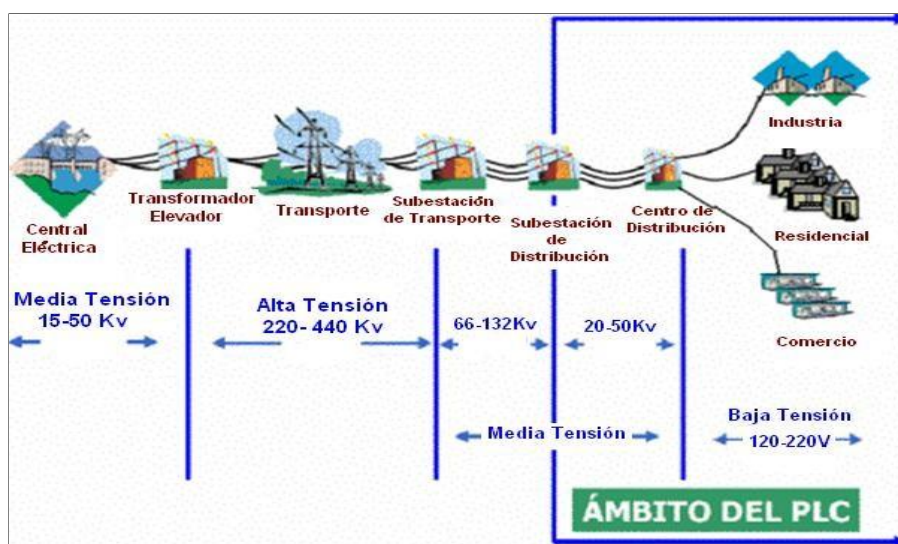 Central
Eléctrica
Transformador
Elevador
Transporte
Subestación
de Transporte
Subestación
de
Distribución
Centro de
Distribución
Industria
Residencial
Comercio
Media Tensión
15-50 Kv
Alta Tensión
220- 440 Kv
66-132Kv
20-50Kv
Media Tensión
Baja Tensión
120-220V
ÁMBITO DEL PLC